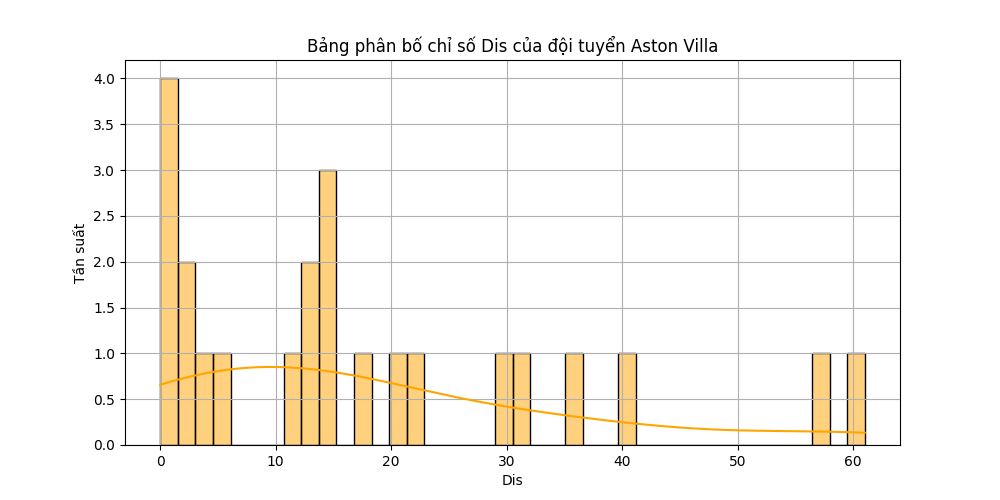 Bảng phân bố chỉ số Dis của đội tuyển Aston Villa
4.0
3.5
3.0
2.5
2.0
1.5
1.0
0.5
0.0
Tần suất
0 10 20 30 40 50 60
Dis